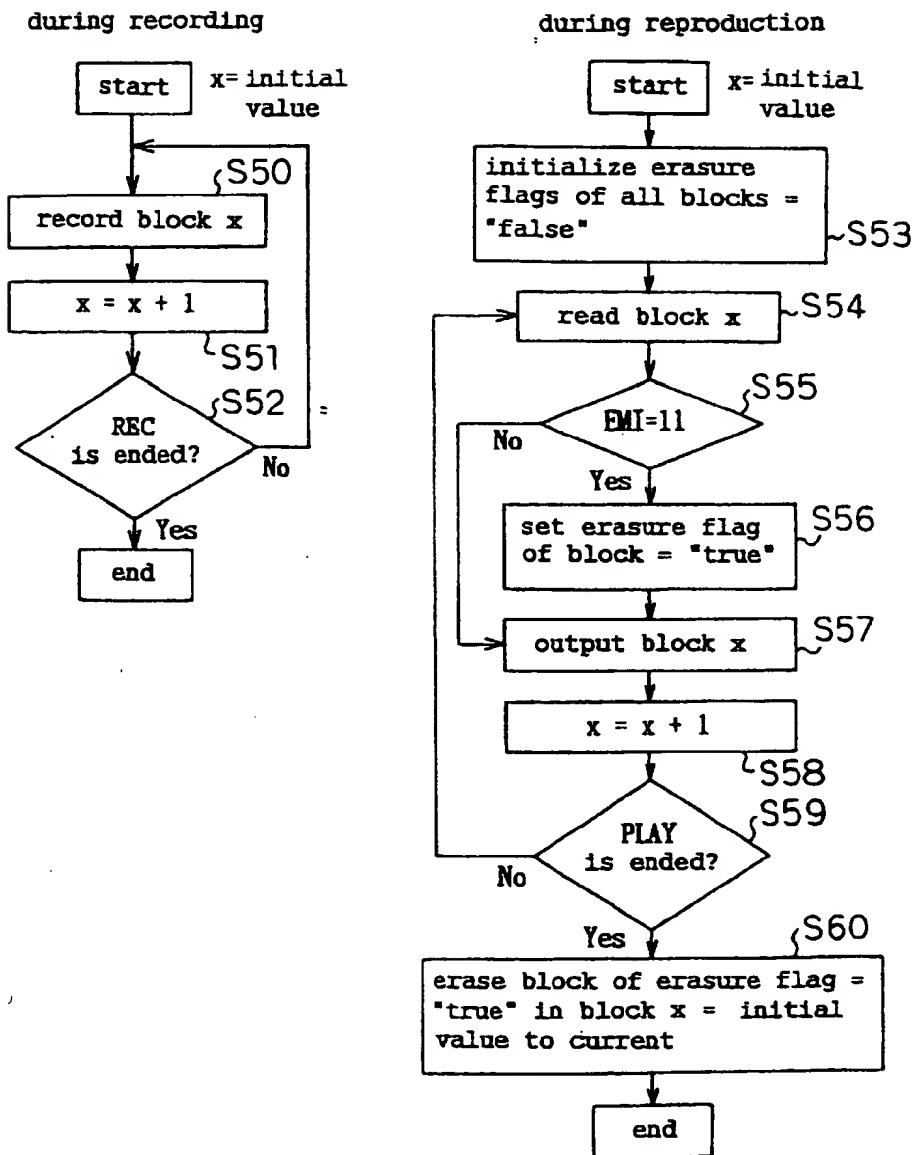 during recording
start
x= initial
value
S50
record block x
x = x + 1
S51
S52
REC
is ended?
No
Yes
end
during reproduction
start
x= initial
value
initialize erasure
flags of all blocks =
"false"
S53
read block x
S54
S55
EMI=11
No
Yes
set erasure flag
of block = "true"
S56
output block x
S57
x = x + 1
S58
S59
PLAY
is ended?
No
Yes
S60
erase block of erasure flag =
"true" in block x = initial
value to current
end